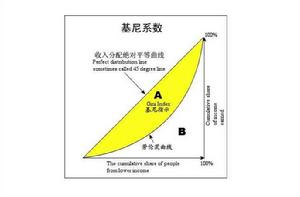 基尼系数
100%
收入分配绝对平等曲线
Perfect distribution line
sometimes called 45 degree line
A
Gini Index
基尼指示
B
劳伦茨曲线
Cumulative share
of income
earned
The cumulative share of people
from lower income
100%